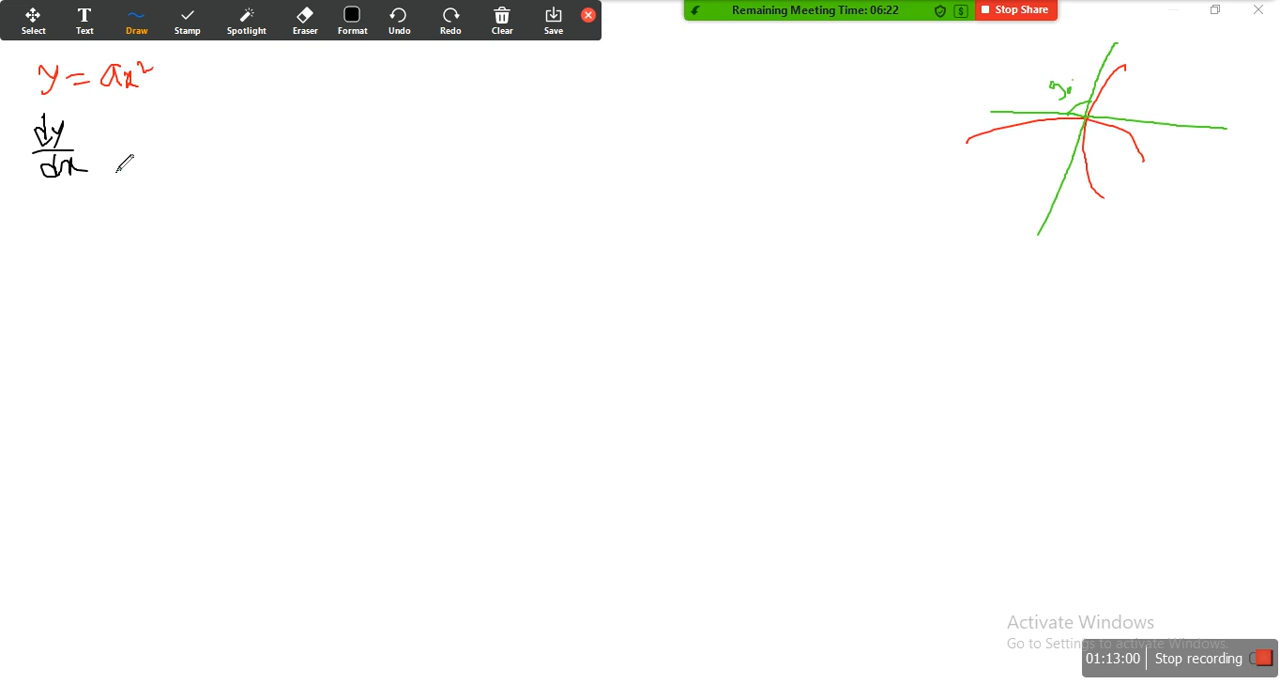 Select Text Draw Stamp Spotlight Eraser Format Undo Redo Clear Save
Remaining Meeting Time: 06:22 Stop Share
y = ax²
dy
dx
Activate Windows
Go to Settings to activate Windows.
01:13:00 Stop recording